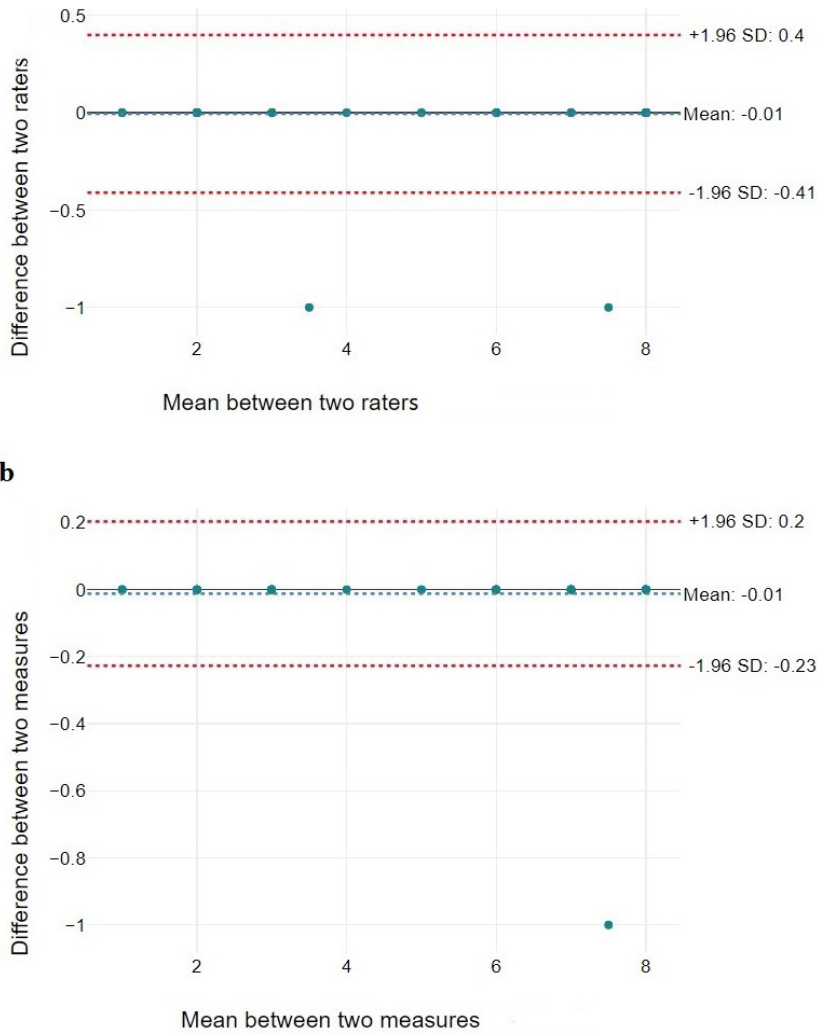 0.5
+1.96 SD: 0.4
0
Mean: -0.01
-1.96 SD: -0.41
−0.5
−1
2 4 6 8
Difference between two raters
Mean between two raters
b
0.2
+1.96 SD: 0.2
0
Mean: -0.01
−0.2
-1.96 SD: -0.23
−0.4
−0.6
−0.8
−1
2 4 6 8
Difference between two measures
Mean between two measures